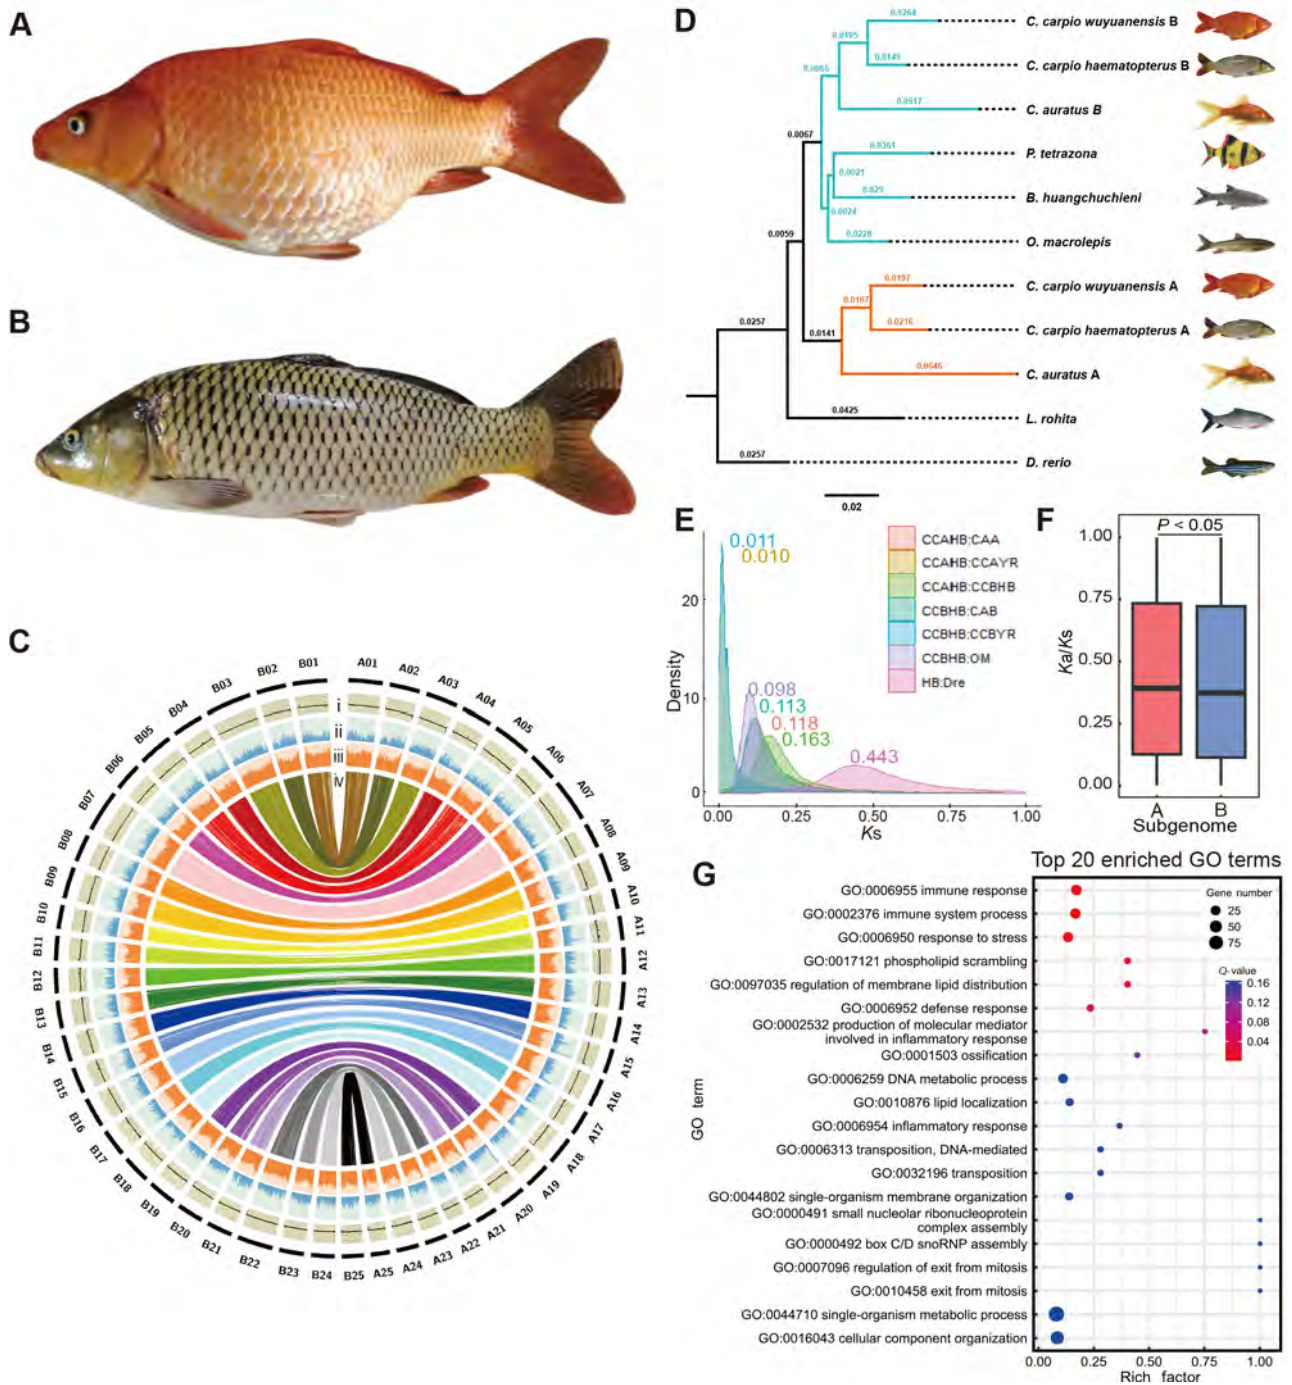 A
B
C
B01
A01
B02
A02
B03
A03
B04
A04
B05
A05
B06
A06
B07
A07
B08
A08
B09
A09
B10
A10
B11
A11
B12
A12
B13
A13
B14
A14
B15
A15
B16
A16
B17
A17
B18
A18
B19
A19
B20
A20
B21
A21
B22
A22
B23
A23
B24
A24
B25
A25
i
ii
iii
iv
D
0.0264
C. carpio wuyuanensis B
0.0195
0.0149
C. carpio haematopterus B
0.0065
0.0517
C. auratus B
0.0067
0.0361
P. tetrazona
0.0021
0.029
B. huangchuchieni
0.0024
0.0059
0.0228
O. macrolepis
0.0197
C. carpio wuyuanensis A
0.0107
0.0257
0.0141
0.0216
C. carpio haematopterus A
0.0646
C. auratus A
0.0425
L. rohita
0.0257
D. rerio
0.02
E
0.011
0.010
CCAHB:CAA
CCAHB:CCAYR
CCAHB:CCBHB
CCBHB:CAB
CCBHB:CCBYR
CCBHB:OM
HB:Dre
20
10
0
Density
0.098
0.113
0.118
0.163
0.443
0.00
0.25
0.50
0.75
1.00
Ks
F
P < 0.05
1.00
0.75
0.50
0.25
0.00
Ka/Ks
A
B
Subgenome
G
Top 20 enriched GO terms
GO:0006955 immune response
GO:0002376 immune system process
GO:0006950 response to stress
GO:0017121 phospholipid scrambling
GO:0097035 regulation of membrane lipid distribution
GO:0006952 defense response
GO:0002532 production of molecular mediator
involved in inflammatory response
GO:0001503 ossification
GO:0006259 DNA metabolic process
GO:0010876 lipid localization
GO:0006954 inflammatory response
GO:0006313 transposition, DNA-mediated
GO:0032196 transposition
GO:0044802 single-organism membrane organization
GO:0000491 small nucleolar ribonucleoprotein
complex assembly
GO:0000492 box C/D snoRNP assembly
GO:0007096 regulation of exit from mitosis
GO:0010458 exit from mitosis
GO:0044710 single-organism metabolic process
GO:0016043 cellular component organization
GO term
Gene number
25
50
75
Q-value
0.16
0.12
0.08
0.04
0.00
0.25
0.50
0.75
1.00
Rich factor